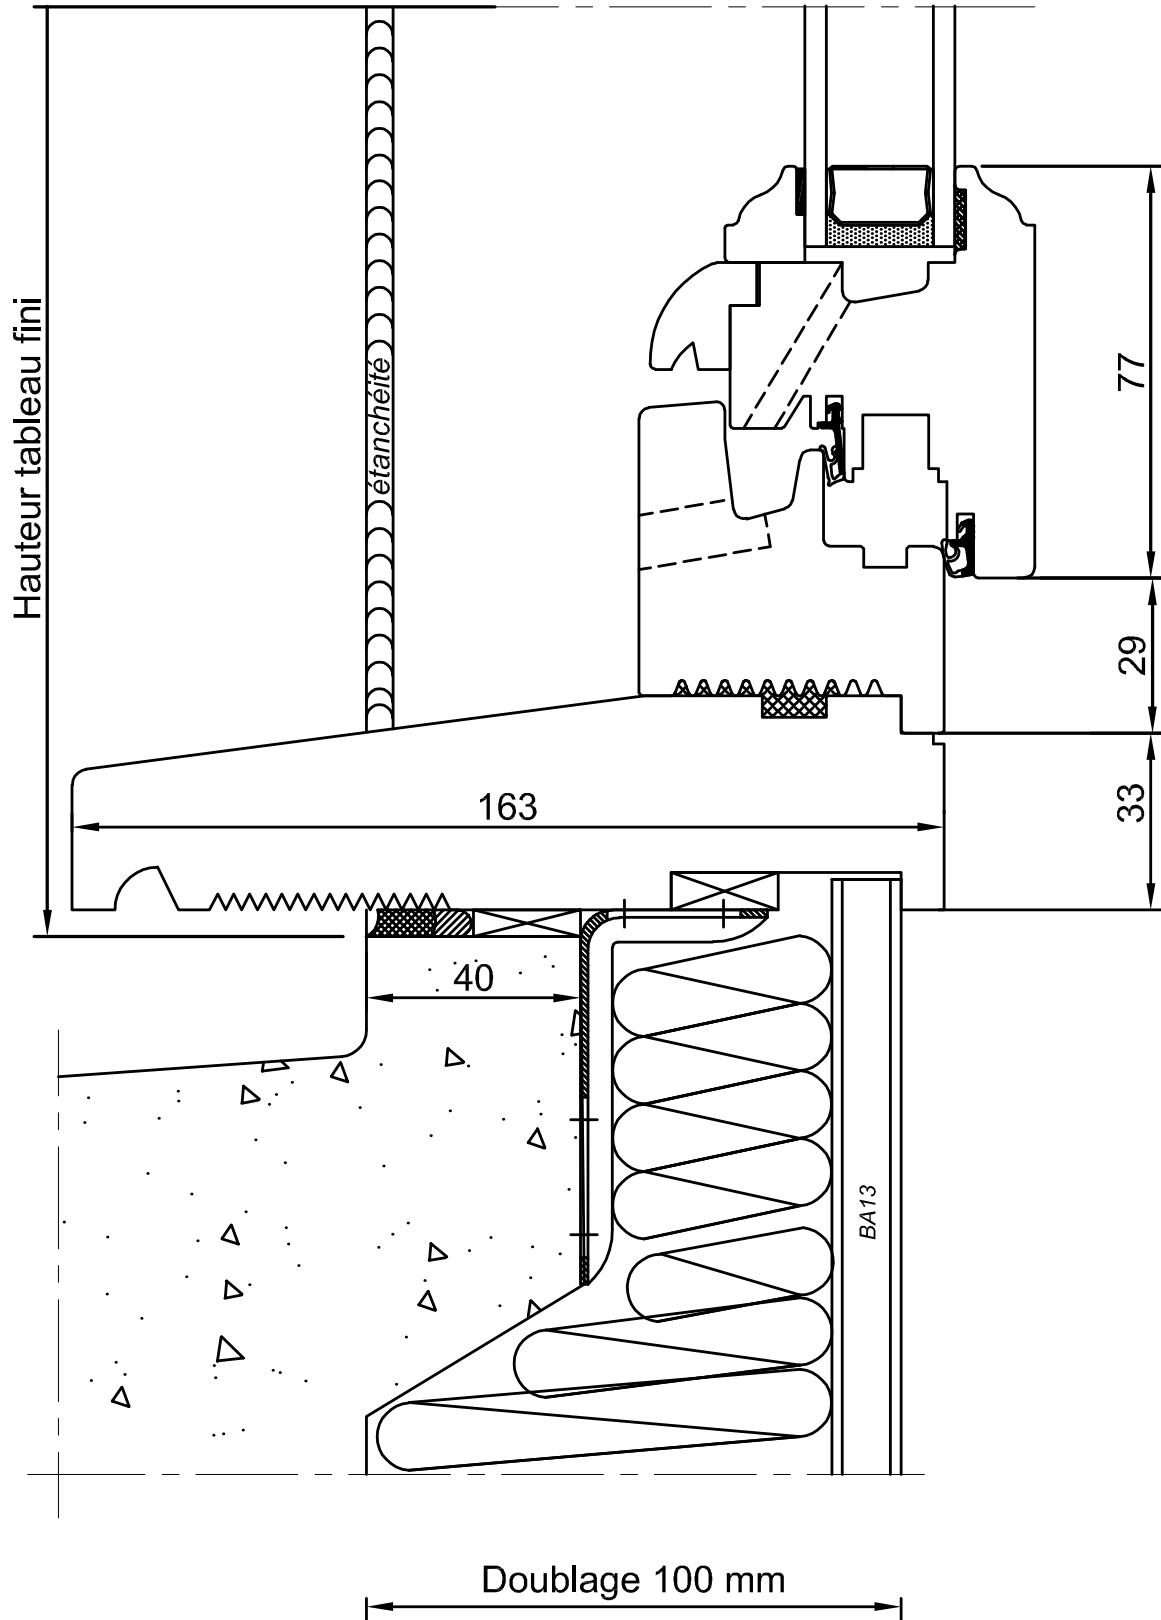 Hauteur tableau fini
étanchéité
77
29
33
163
40
BA13
Doublage 100 mm